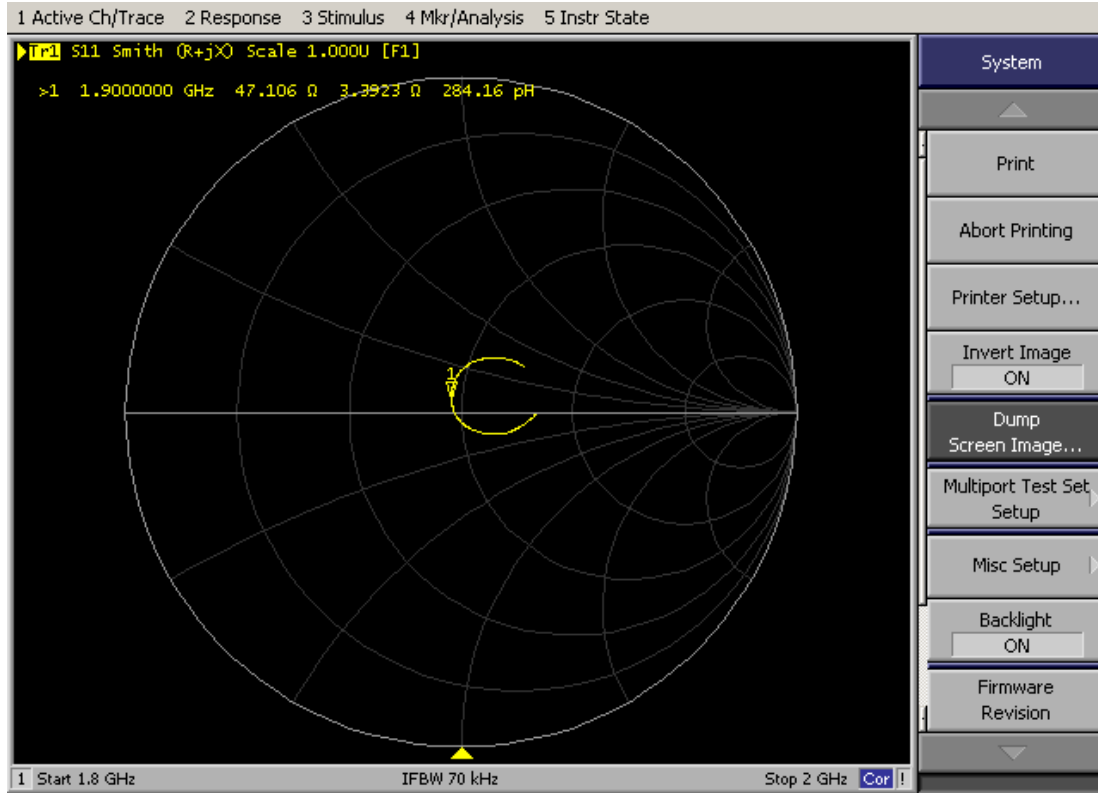 1 Active Ch/Trace 2 Response 3 Stimulus 4 Mkr/Analysis 5 Instr State
Tr1 S11 Smith (R+jX) Scale 1.000U [F1]
>1 1.9000000 GHz 47.106 Ω 3.3923 Ω 284.16 pH
1
System
Print
Abort Printing
Printer Setup...
Invert Image
ON
Dump
Screen Image...
Multiport Test Set
Setup
Misc Setup
Backlight
ON
Firmware
Revision
1 Start 1.8 GHz IFBW 70 kHz Stop 2 GHz Cor !